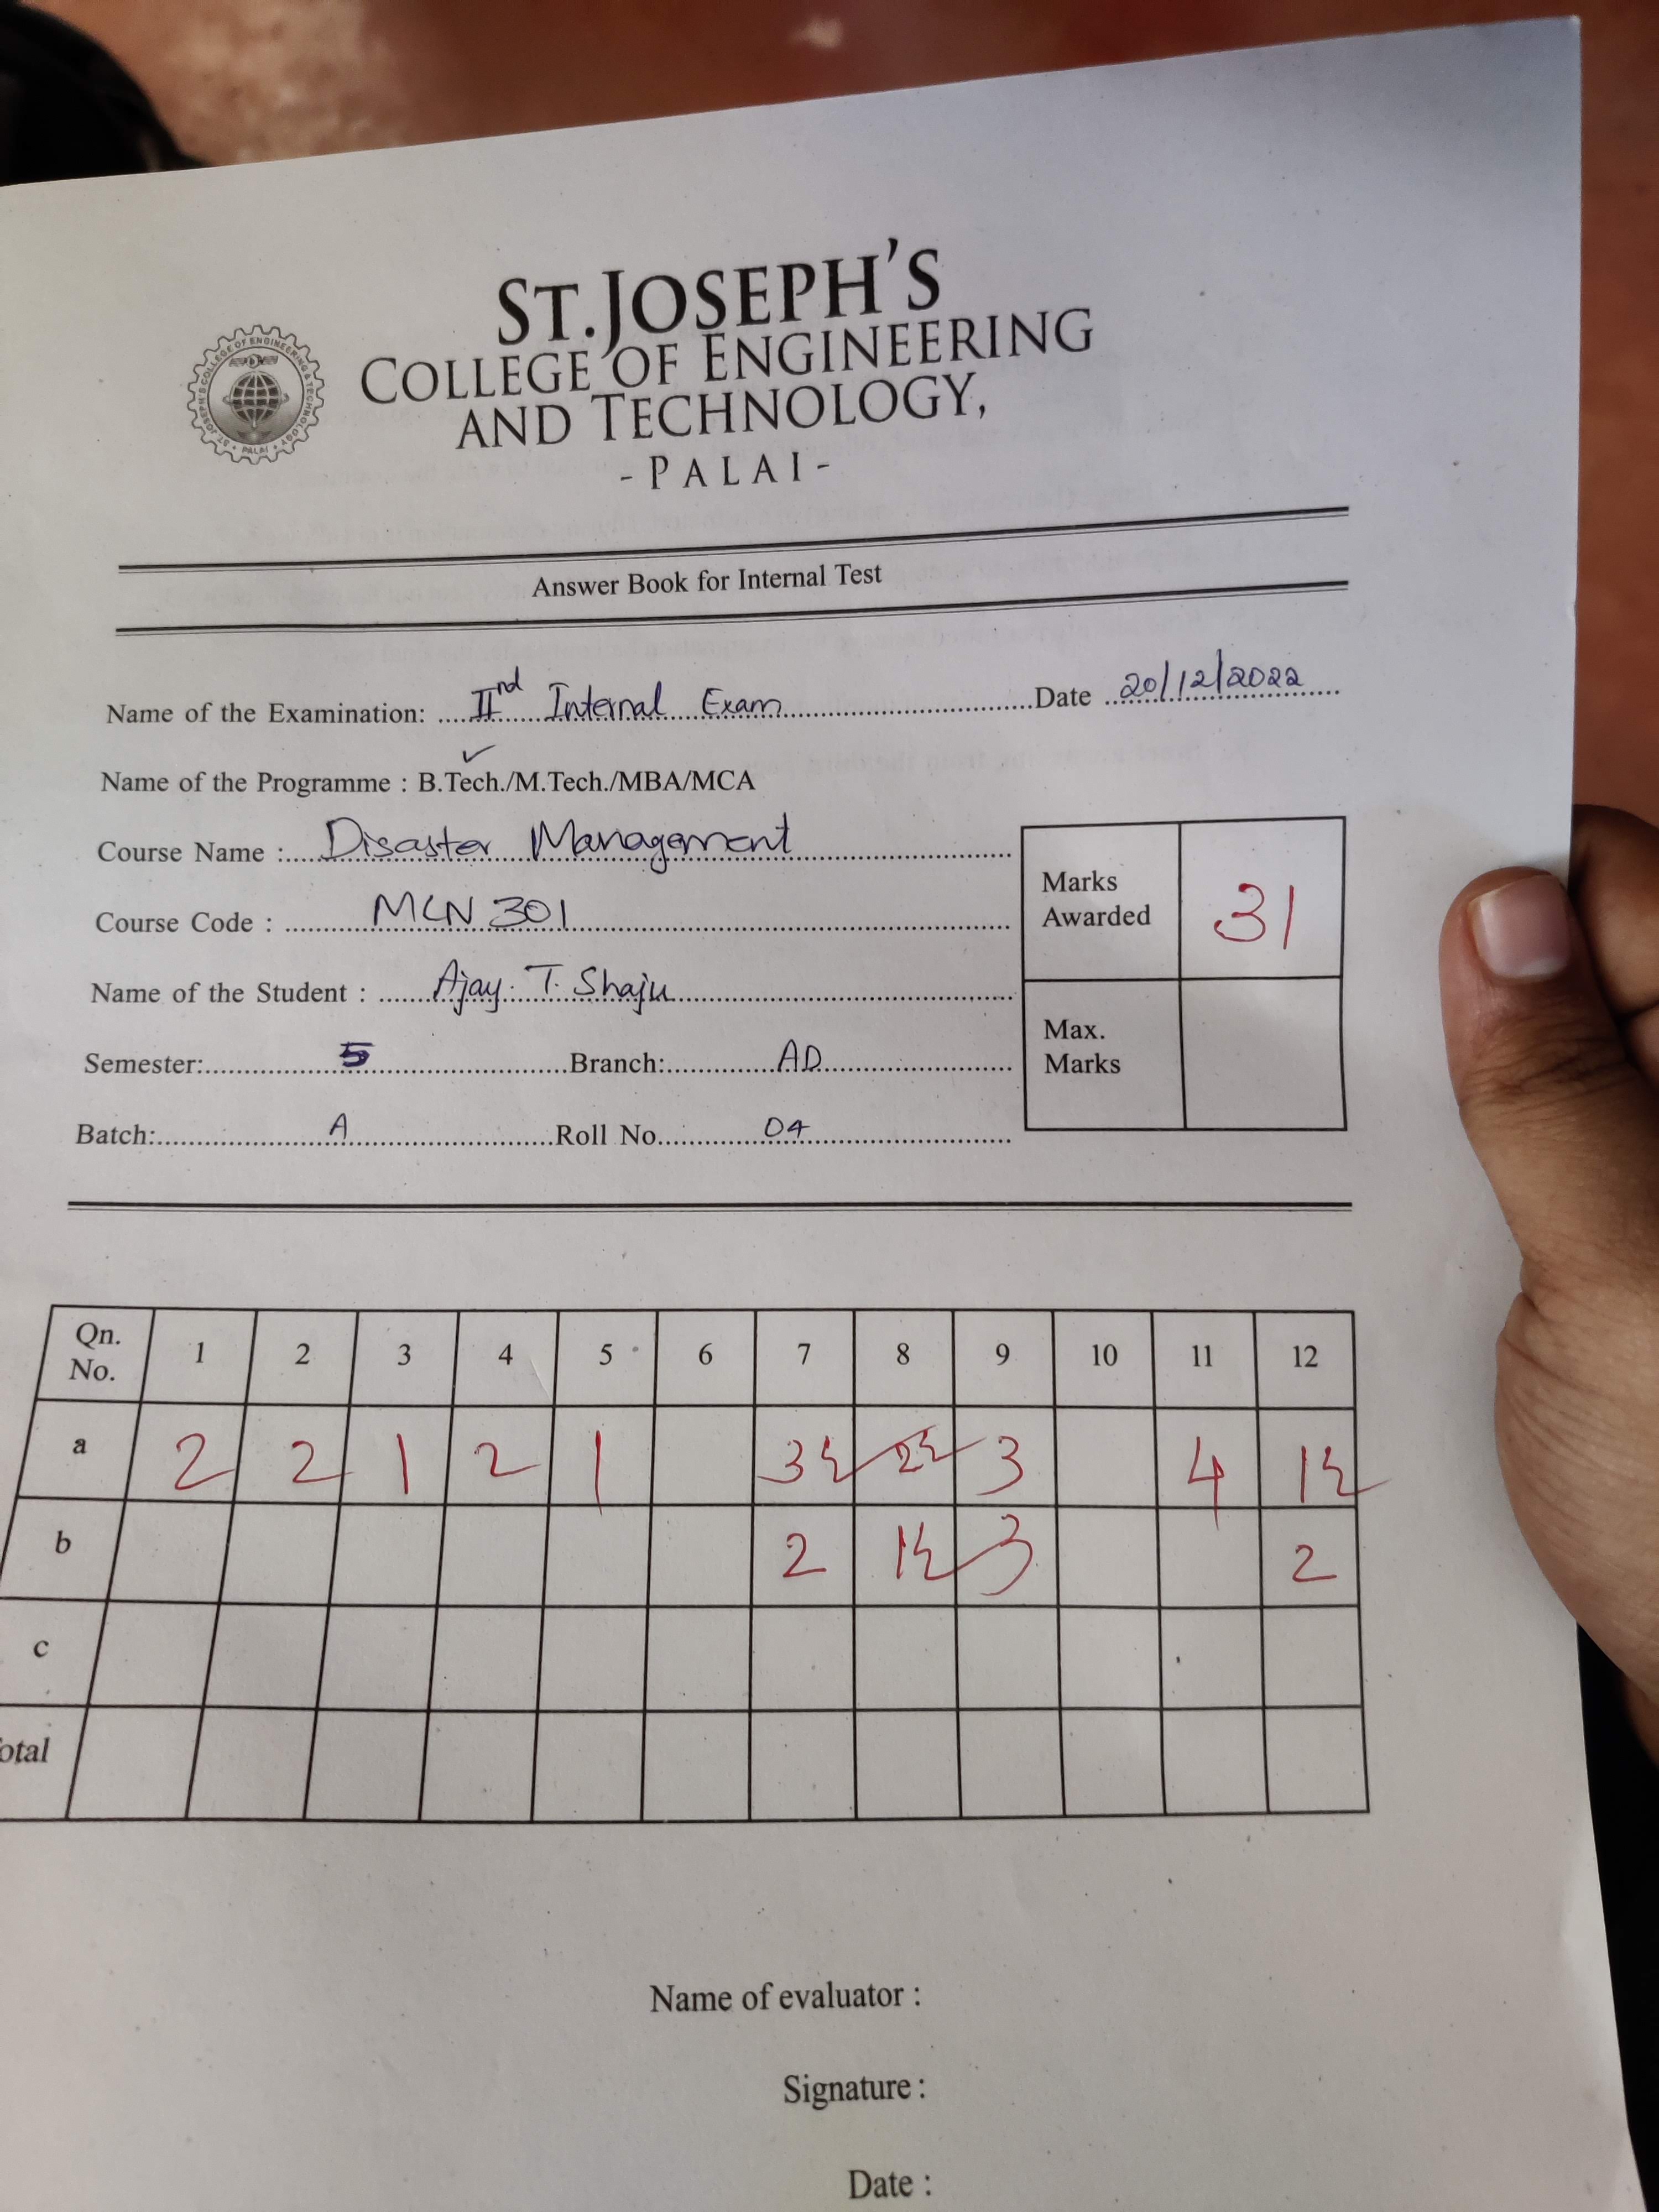 ST.JOSEPH'S
COLLEGE OF ENGINEERING
AND TECHNOLOGY,
- PALAI -
ST. JOSEPH'S COLLEGE OF ENGINEERING & TECHNOLOGY
• PALAI •
Answer Book for Internal Test
Name of the Examination: IInd Internal Exam Date 20/12/2022
Name of the Programme : B.Tech./M.Tech./MBA/MCA
Course Name : Disaster Management
Course Code : MCN 301
Name of the Student : Ajay. T. Shaju
Semester: 5 Branch: AD
Batch: A Roll No. 04
Marks
Awarded
31
Max.
Marks
Qn.
No. 1 2 3 4 5 6 7 8 9 10 11 12
a 2 2 1 2 1 3½ 2½ 3 4 1½
b 2 1½ 3 2
c
otal
Name of evaluator :
Signature :
Date :